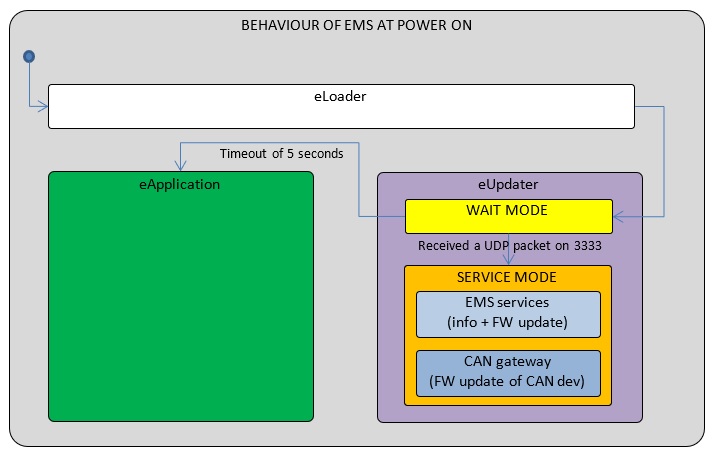 BEHAVIOUR OF EMS AT POWER ON
eLoader
Timeout of 5 seconds
eApplication
eUpdater
WAIT MODE
Received a UDP packet on 3333
SERVICE MODE
EMS services
(info + FW update)
CAN gateway
(FW update of CAN dev)